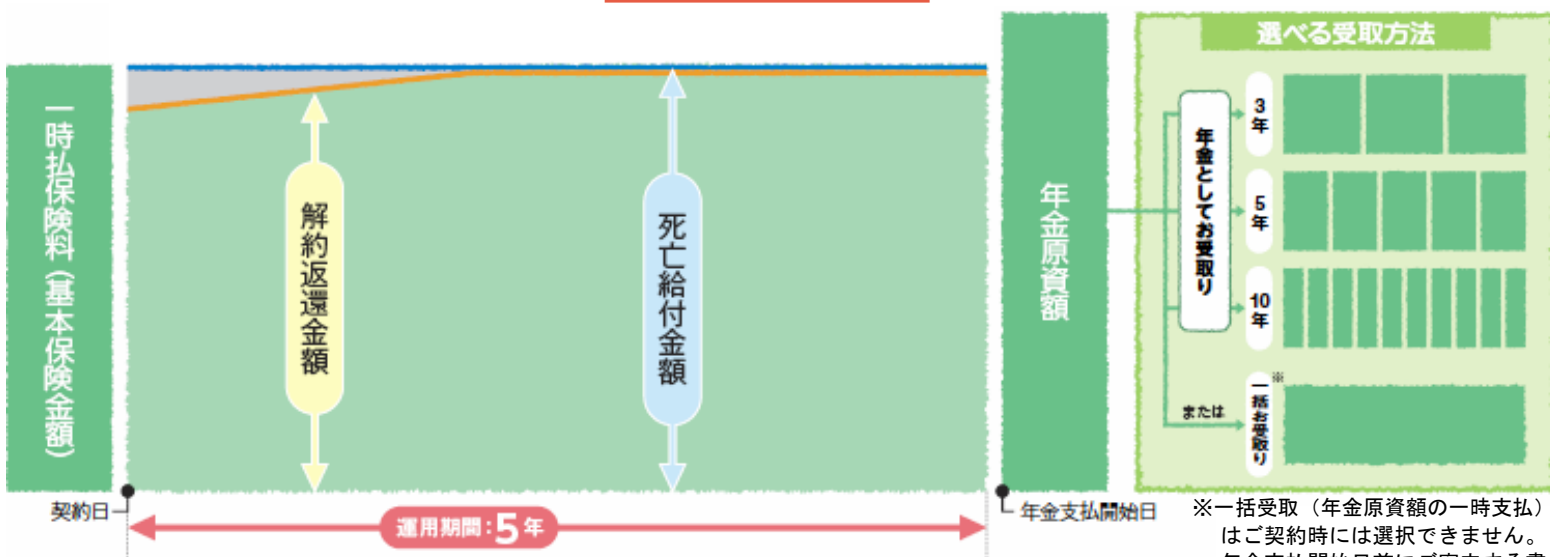 一時払保険料（基本保険金額）
解約返還金額
死亡給付金額
契約日
運用期間：5年
年金原資額
年金支払開始日
選べる受取方法
年金としてお受取り
3年
5年
10年
または
一括お受取り
※
※一括受取（年金原資額の一時支払）
はご契約時には選択できません。